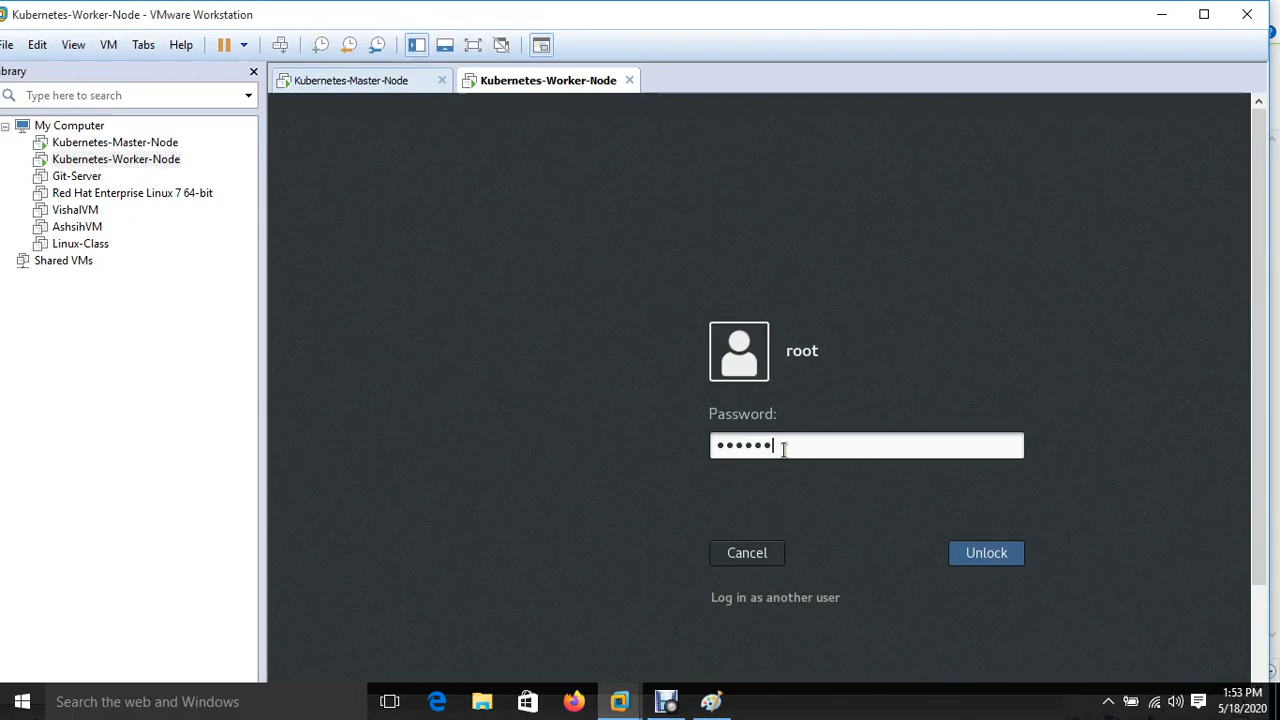 Kubernetes-Worker-Node - VMware Workstation
File Edit View VM Tabs Help
Library
Kubernetes-Master-Node
Kubernetes-Worker-Node
Type here to search
My Computer
Kubernetes-Master-Node
Kubernetes-Worker-Node
Git-Server
Red Hat Enterprise Linux 7 64-bit
VishalVM
AshsihVM
Linux-Class
Shared VMs
root
Password:
••••••
Cancel
Unlock
Log in as another user
Search the web and Windows
1:53 PM
5/18/2020